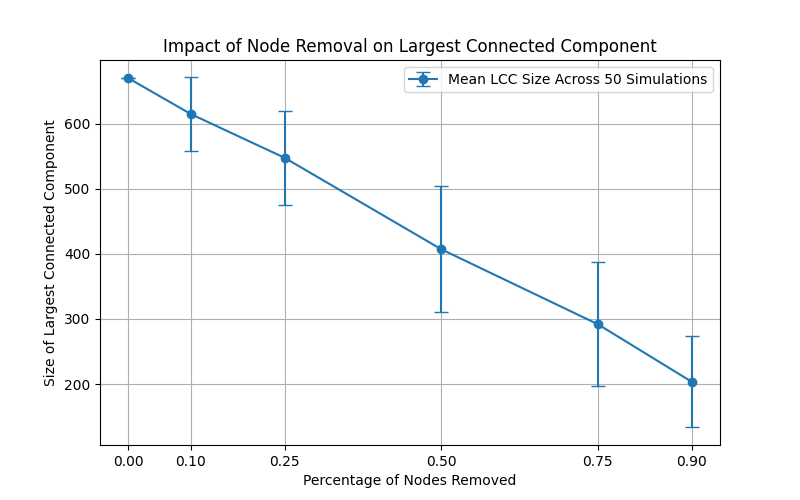 Impact of Node Removal on Largest Connected Component
Mean LCC Size Across 50 Simulations
Size of Largest Connected Component
600
500
400
300
200
0.00 0.10 0.25 0.50 0.75 0.90
Percentage of Nodes Removed